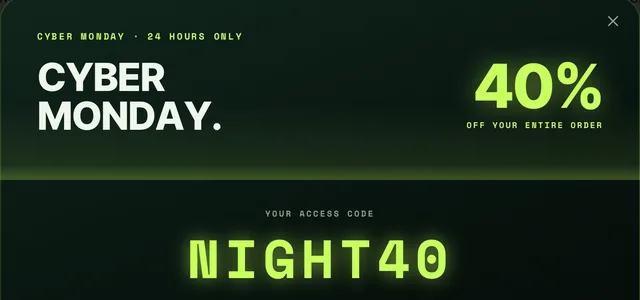 CYBER MONDAY · 24 HOURS ONLY
CYBER
MONDAY.
40%
OFF YOUR ENTIRE ORDER
YOUR ACCESS CODE
NIGHT40